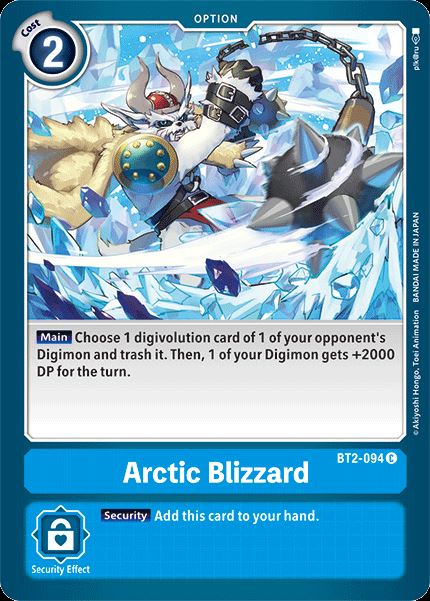 OPTION
Cost
2
plk@ru
Main Choose 1 digivolution card of 1 of your opponent's
Digimon and trash it. Then, 1 of your Digimon gets +2000
DP for the turn.
© Akiyoshi Hongo, Toei Animation BANDAI MADE IN JAPAN
BT2-094 C
Arctic Blizzard
Security Add this card to your hand.
Security Effect